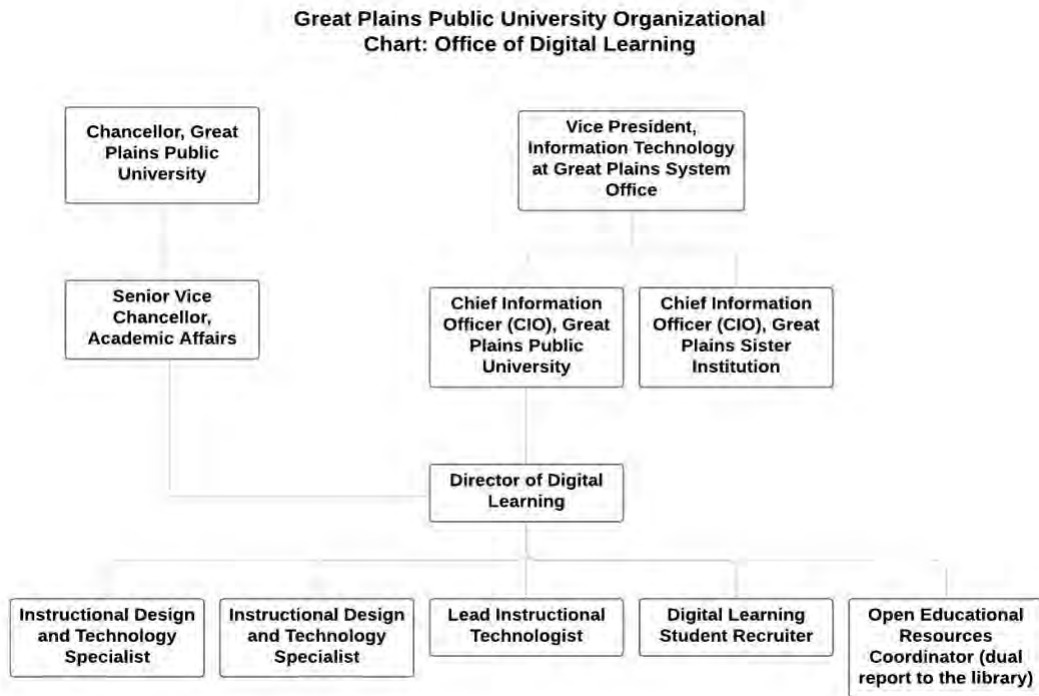 Great Plains Public University Organizational
Chart: Office of Digital Learning
Chancellor, Great
Plains Public
University
Vice President,
Information Technology
at Great Plains System
Office
Senior Vice
Chancellor,
Academic Affairs
Chief Information
Officer (CIO), Great
Plains Public
University
Chief Information
Officer (CIO), Great
Plains Sister
Institution
Director of Digital
Learning
Instructional Design
and Technology
Specialist
Instructional Design
and Technology
Specialist
Lead Instructional
Technologist
Digital Learning
Student Recruiter
Open Educational
Resources
Coordinator (dual
report to the library)